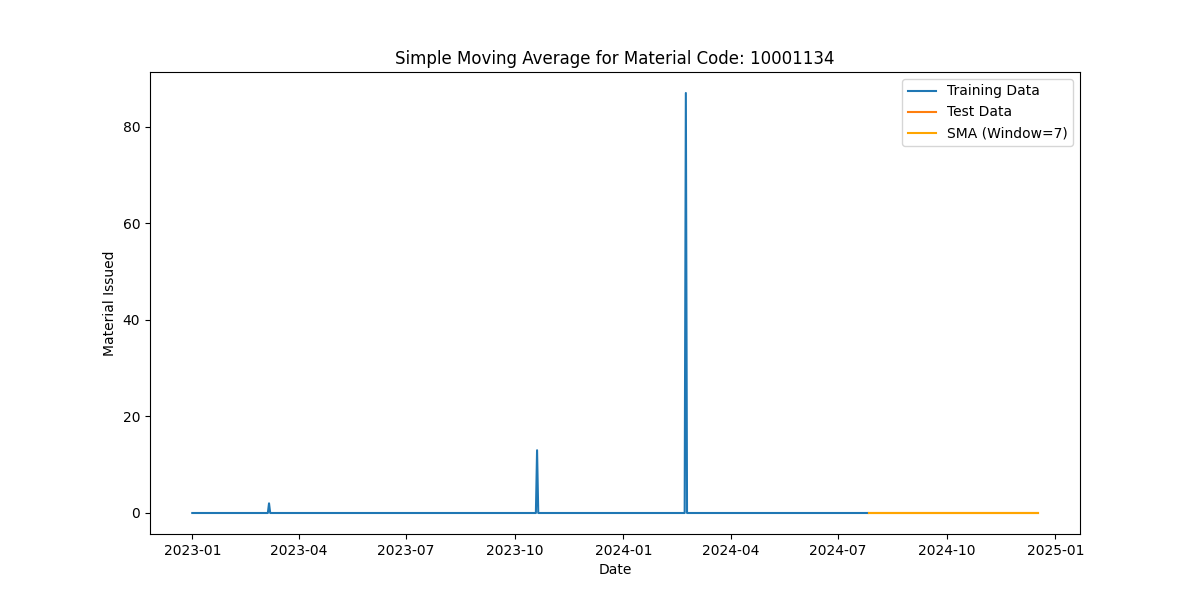 Simple Moving Average for Material Code: 10001134
Training Data
Test Data
SMA (Window=7)
Material Issued
80
60
40
20
0
2023-01 2023-04 2023-07 2023-10 2024-01 2024-04 2024-07 2024-10 2025-01
Date